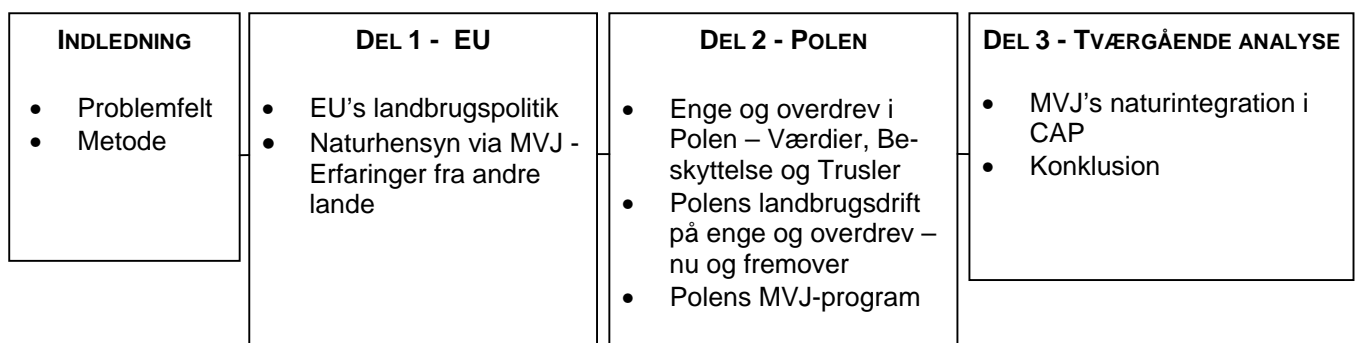 INDLEDNING
• Problemfelt
• Metode
DEL 1 - EU
• EU's landbrugspolitik
• Naturhensyn via MVJ -
Erfaringer fra andre
lande
DEL 2 - POLEN
• Enge og overdrev i
Polen – Værdier, Be-
skyttelse og Trusler
• Polens landbrugsdrift
på enge og overdrev –
nu og fremover
• Polens MVJ-program
DEL 3 - TVÆRGÅENDE ANALYSE
• MVJ's naturintegration i
CAP
• Konklusion